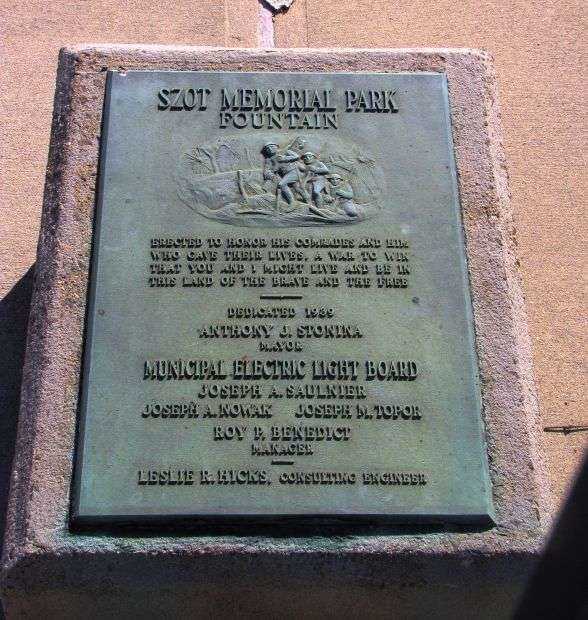 SZOT MEMORIAL PARK
FOUNTAIN
ERECTED TO HONOR HIS COMRADES AND HIM
WHO GAVE THEIR LIVES, A WAR TO WIN
THAT YOU AND I MIGHT LIVE AND BE IN
THIS LAND OF THE BRAVE AND THE FREE
DEDICATED 1939
ANTHONY J. STONINA
MAYOR
MUNICIPAL ELECTRIC LIGHT BOARD
JOSEPH A. SAULNIER
JOSEPH A. NOWAK JOSEPH M. TOPOR
ROY P. BENEDICT
MANAGER
LESLIE R. HICKS, CONSULTING ENGINEER